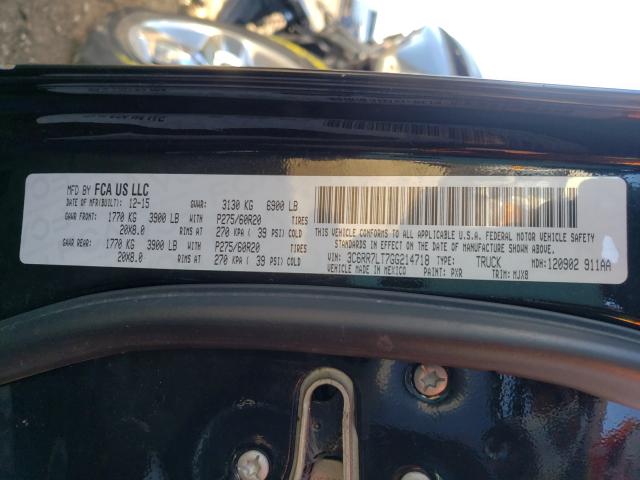 MFD BY FCA US LLC
DATE OF MFR(BUILT): 12-15 GVWR: 3130 KG 6900 LB
GAWR FRONT: 1770 KG 3900 LB WITH P275/60R20 TIRES
20X8.0 RIMS AT 270 KPA ( 39 PSI) COLD
GAWR REAR: 1770 KG 3900 LB WITH P275/60R20 TIRES
20X8.0 RIMS AT 270 KPA ( 39 PSI) COLD
THIS VEHICLE CONFORMS TO ALL APPLICABLE U.S.A. FEDERAL MOTOR VEHICLE SAFETY
STANDARDS IN EFFECT ON THE DATE OF MANUFACTURE SHOWN ABOVE.
VIN: 3C6RR7LT7GG214718 TYPE: TRUCK MDH:120902 911AA
VEHICLE MADE IN MEXICO PAINT: PXR TRIM: MJX8